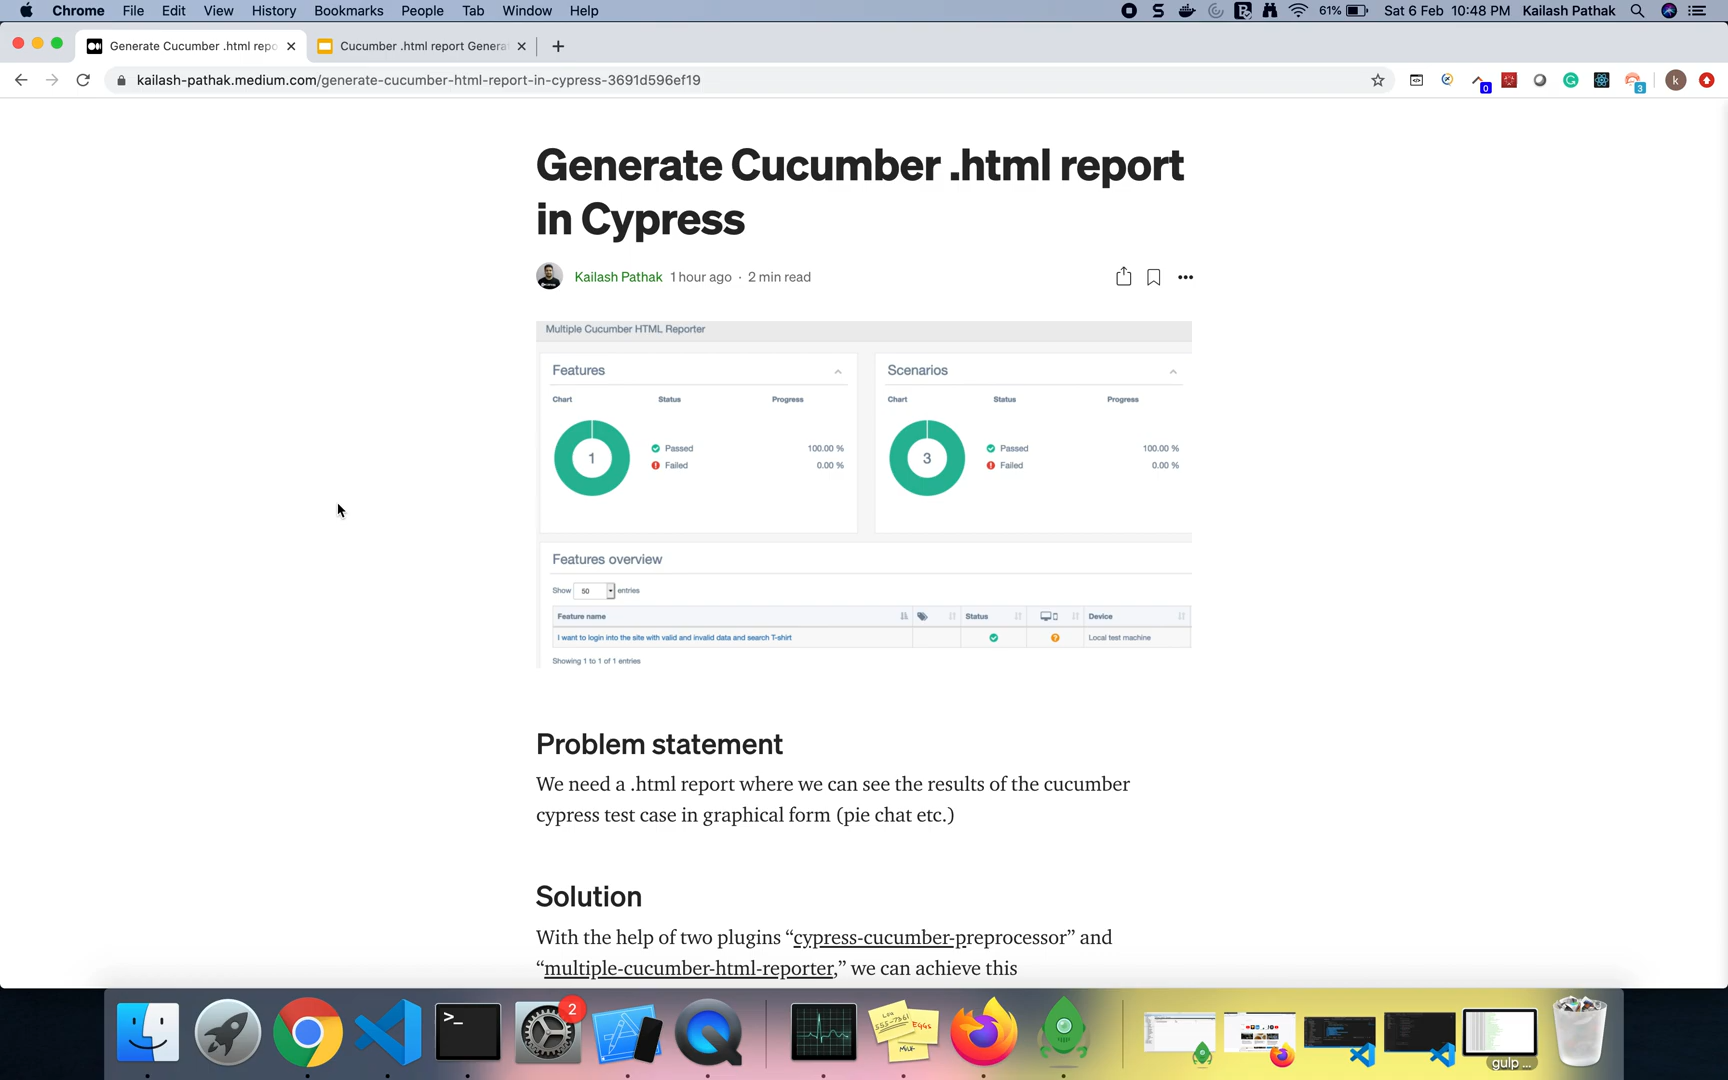 Chrome File Edit View History Bookmarks People Tab Window Help
61% Sat 6 Feb 10:48 PM Kailash Pathak
Generate Cucumber .html repo
Cucumber .html report Genera
kailash-pathak.medium.com/generate-cucumber-html-report-in-cypress-3691d596ef19
0
3
k
Generate Cucumber .html report
in Cypress
Kailash Pathak 1 hour ago · 2 min read
Multiple Cucumber HTML Reporter
Features
Chart Status Progress
1
Passed 100.00 %
Failed 0.00 %
Scenarios
Chart Status Progress
3
Passed 100.00 %
Failed 0.00 %
Features overview
Show 50 entries
Feature name Status Device
I want to login into the site with valid and invalid data and search T-shirt Local test machine
Showing 1 to 1 of 1 entries
Problem statement
We need a .html report where we can see the results of the cucumber
cypress test case in graphical form (pie chat etc.)
Solution
With the help of two plugins “cypress-cucumber-preprocessor” and
“multiple-cucumber-html-reporter,” we can achieve this
>_
2
LOG
555-7361
EGGS
MILK
gulp ...